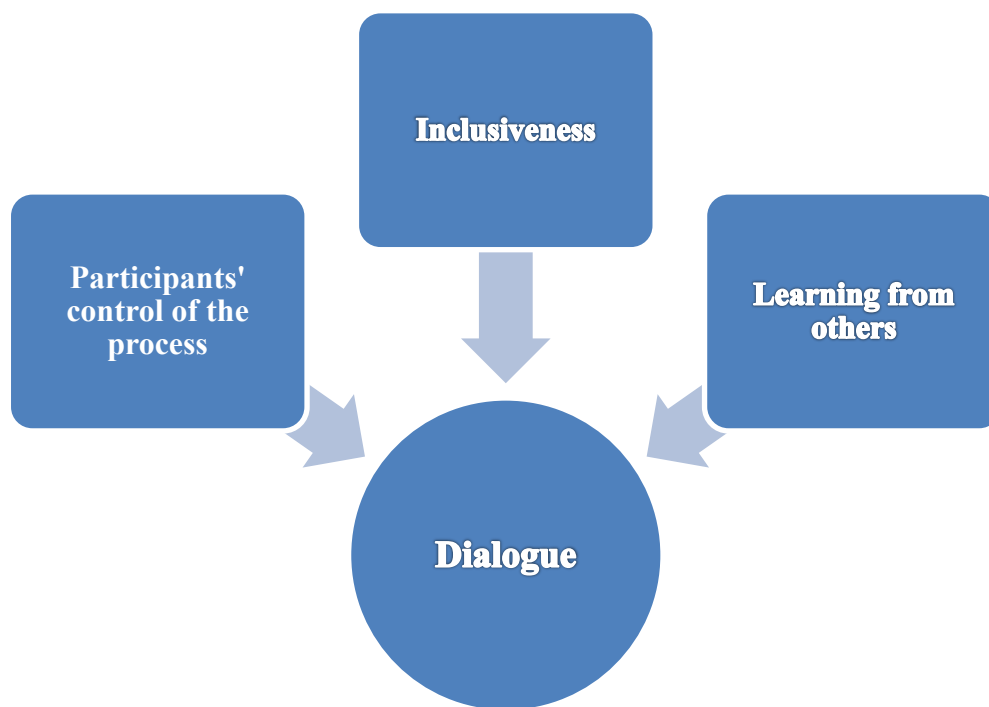 Inclusiveness
Participants'
control of the
process
Learning from
others
Dialogue